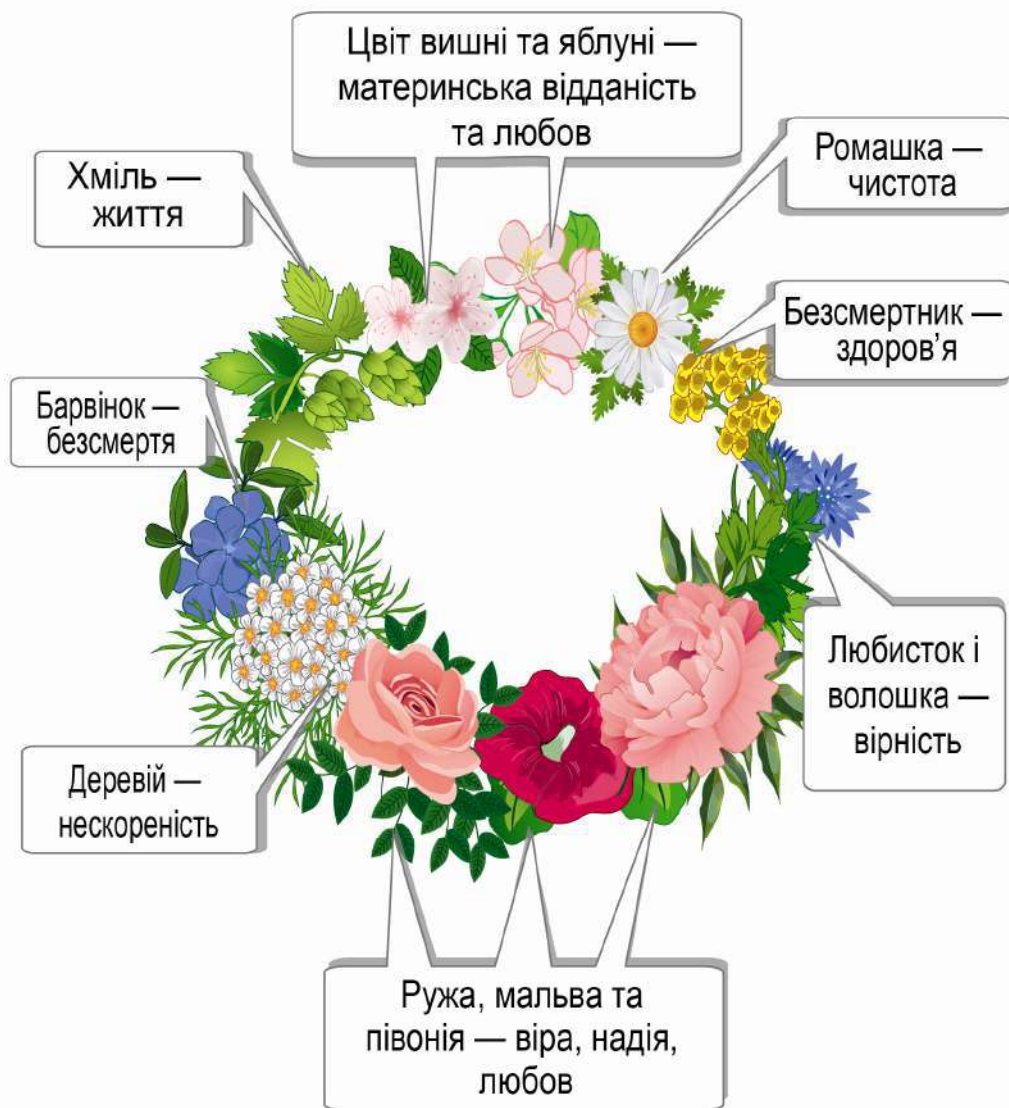 Цвіт вишні та яблуні —
материнська відданість
та любов
Хміль —
життя
Ромашка —
чистота
Безсмертник —
здоров’я
Барвінок —
безсмертя
Любисток і
волошка —
вірність
Деревій —
нескореність
Ружа, мальва та
півонія — віра, надія,
любов